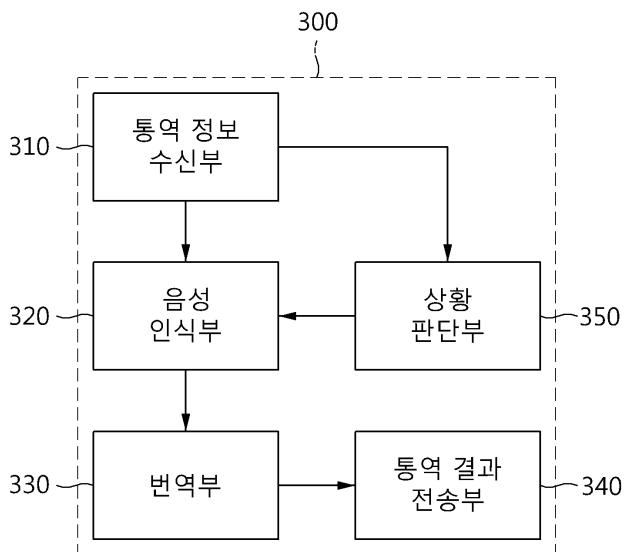 300
310
통역 정보
수신부
320
음성
인식부
상황
판단부
350
330
번역부
통역 결과
전송부
340